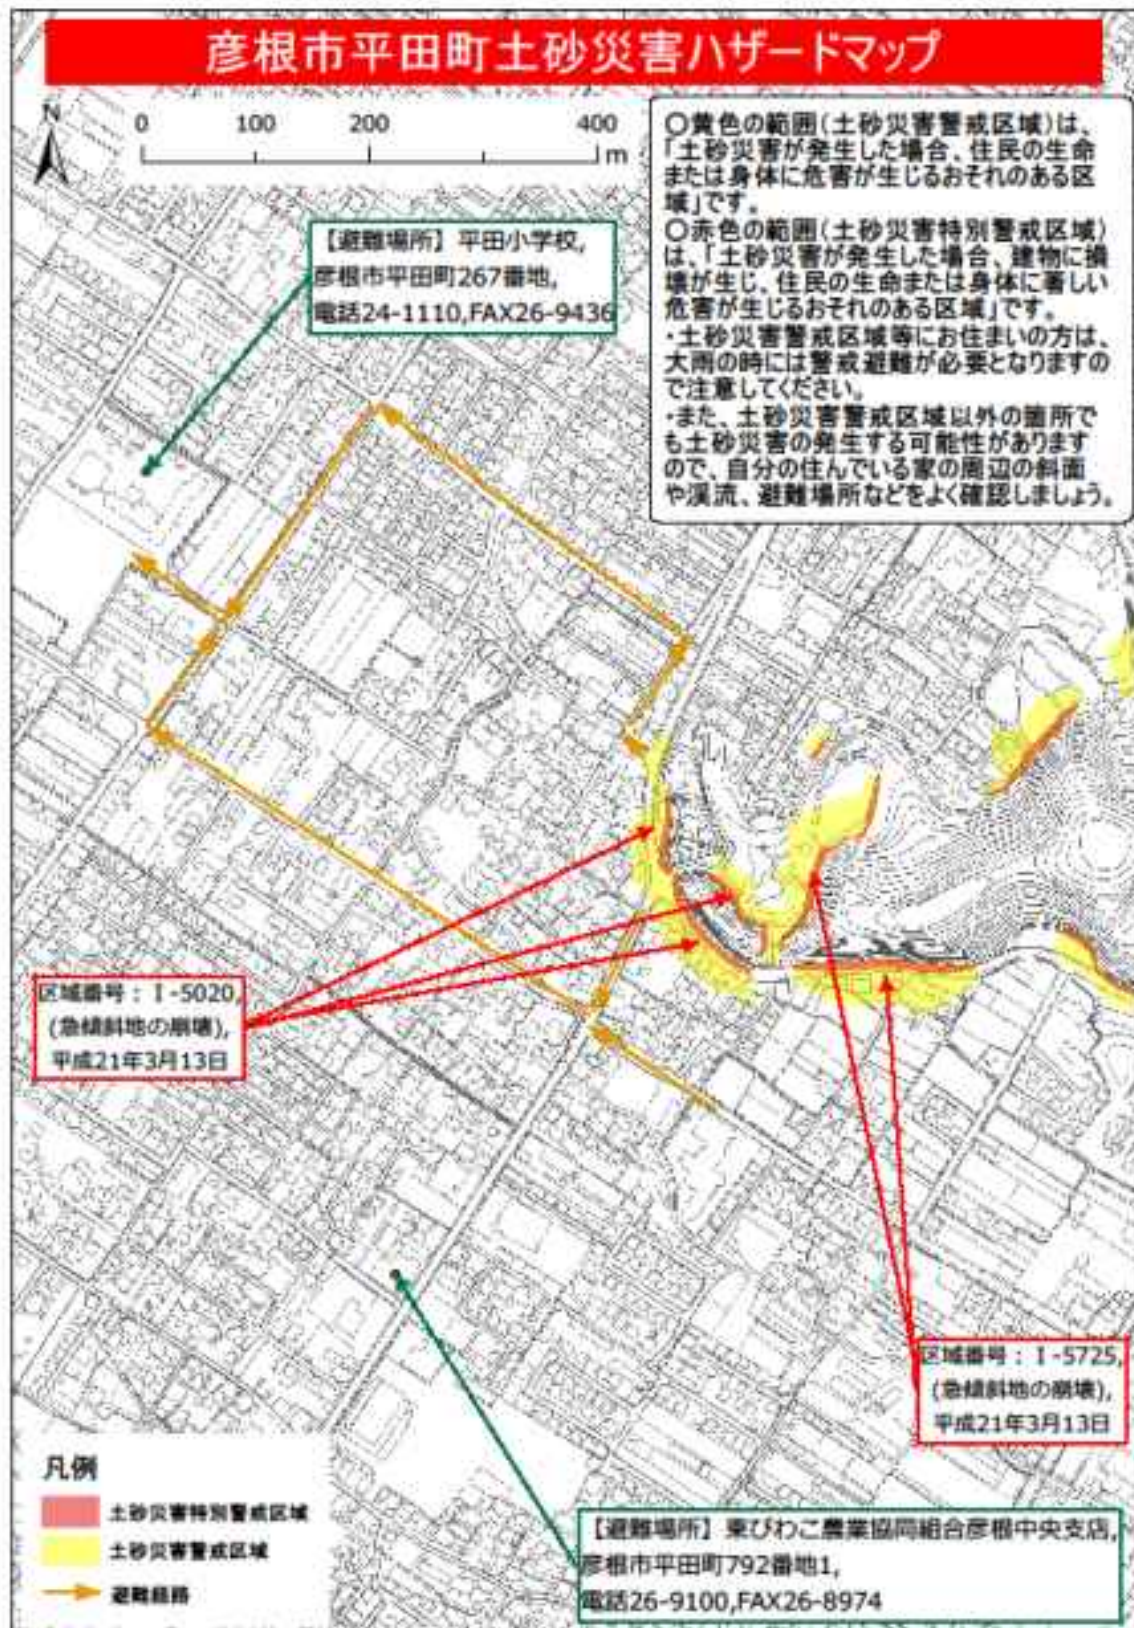 彦根市平田町土砂災害ハザードマップ
N
0 100 200 400
m
〇黄色の範囲(土砂災害警戒区域)は、
「土砂災害が発生した場合、住民の生命
または身体に危害が生じるおそれのある区
域」です。
〇赤色の範囲(土砂災害特別警戒区域)
は、「土砂災害が発生した場合、建物に損
壊が生じ、住民の生命または身体に著しい
危害が生じるおそれのある区域」です。
・土砂災害警戒区域等にお住まいの方は、
大雨の時には警戒避難が必要となりますの
で注意してください。
・また、土砂災害警戒区域以外の箇所で
も土砂災害の発生する可能性があります
ので、自分の住んでいる家の周辺の斜面
や渓流、避難場所などをよく確認しましょう。
【避難場所】平田小学校,
彦根市平田町267番地,
電話24-1110,FAX26-9436
区域番号:I-5020,
(急傾斜地の崩壊),
平成21年3月13日
区域番号:I-5725,
(急傾斜地の崩壊),
平成21年3月13日
凡例
土砂災害特別警戒区域
土砂災害警戒区域
避難経路
【避難場所】東びわこ農業協同組合彦根中央支店,
彦根市平田町792番地1,
電話26-9100,FAX26-8974